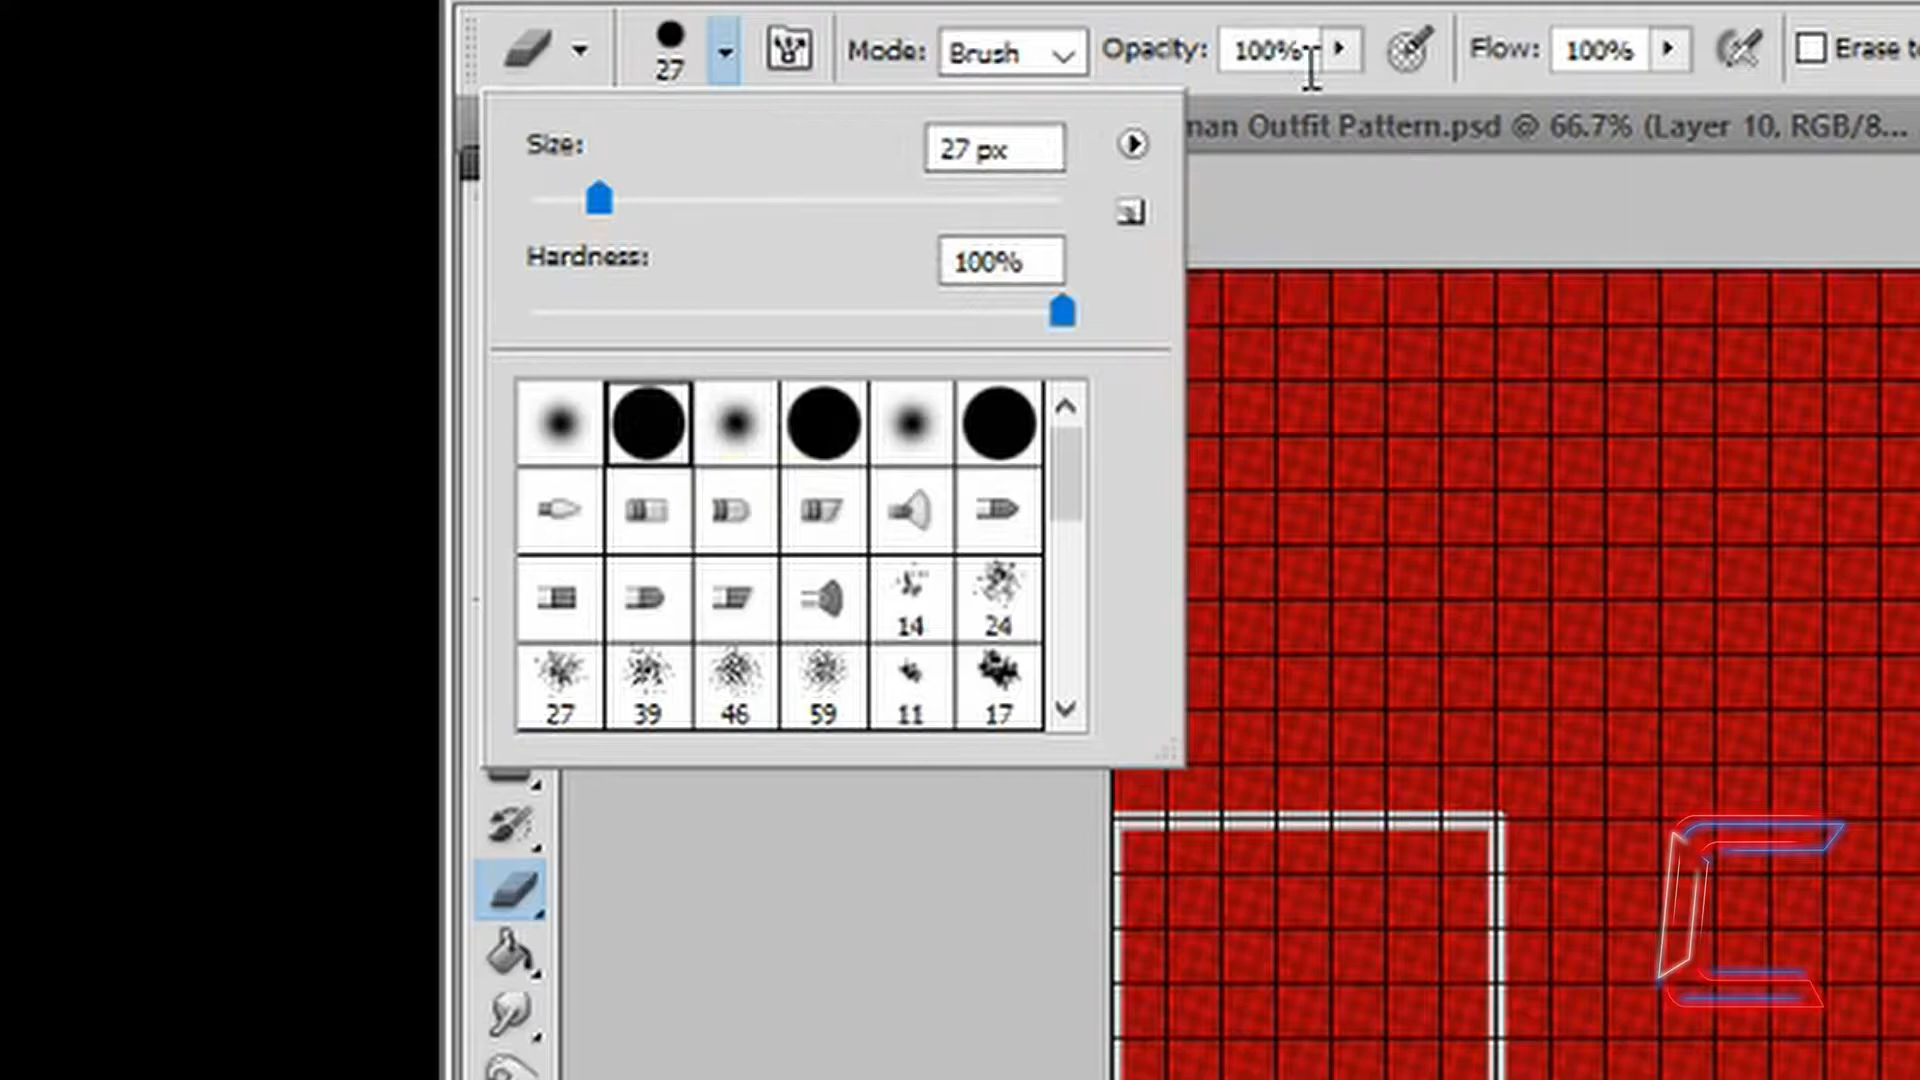 27
Mode: Brush Opacity: 100% Flow: 100% Erase to
man Outfit Pattern.psd @ 66.7% (Layer 10, RGB/8...
Size: 27 px
Hardness: 100%
14 24
27 39 46 59 11 17